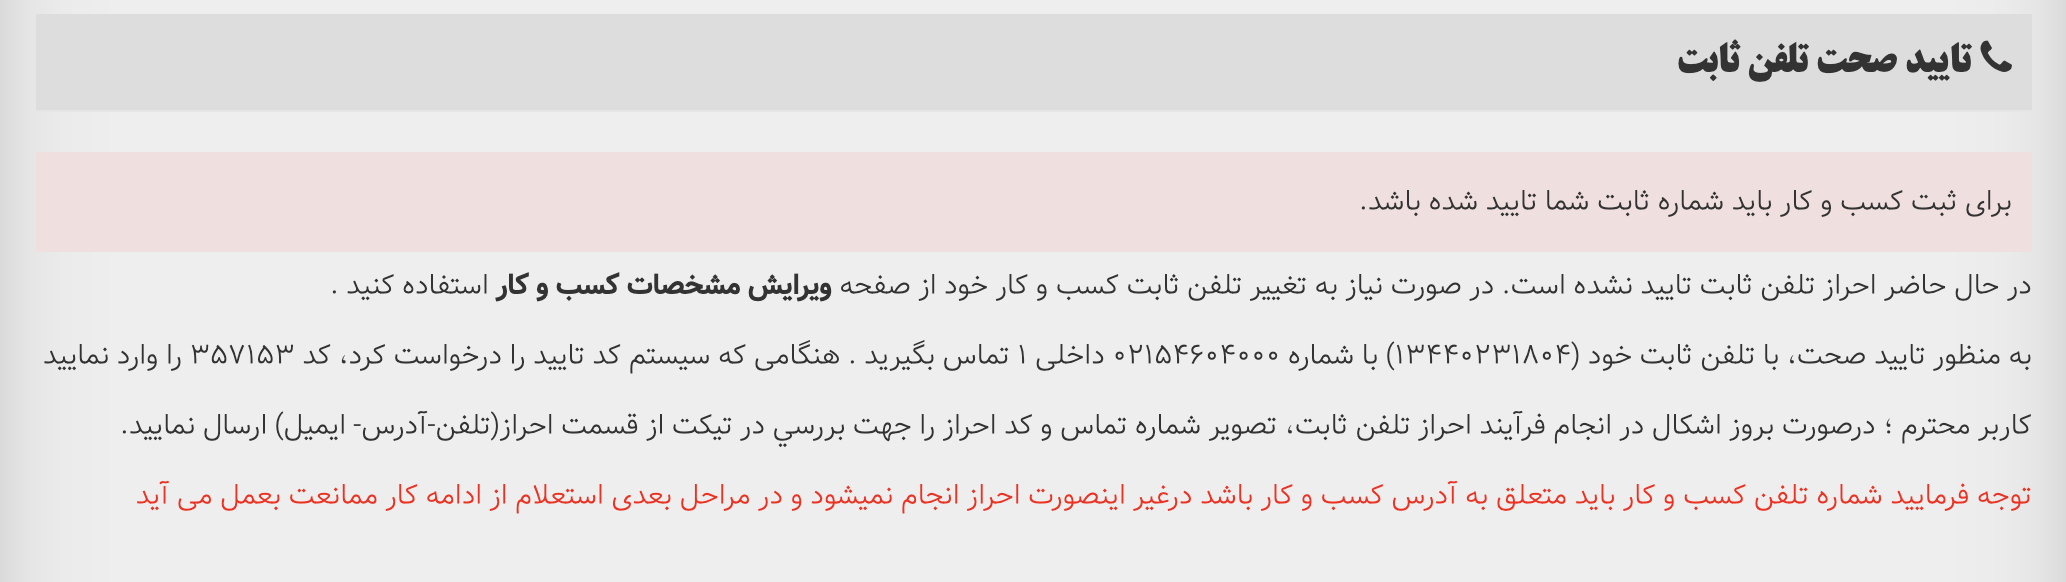 تایید صحت تلفن ثابت
برای ثبت کسب و کار باید شماره ثابت شما تایید شده باشد.
در حال حاضر احراز تلفن ثابت تایید نشده است. در صورت نیاز به تغییر تلفن ثابت کسب و کار خود از صفحه ویرایش مشخصات کسب و کار استفاده کنید .
به منظور تایید صحت، با تلفن ثابت خود (۱۳۴۴۰۲۳۱۸۰۴) با شماره ۰۲۱۵۴۶۰۴۰۰۰ داخلی ۱ تماس بگیرید . هنگامی که سیستم کد تایید را درخواست کرد، کد ۳۵۷۱۵۳ را وارد نمایید
کاربر محترم ؛ درصورت بروز اشکال در انجام فرآیند احراز تلفن ثابت، تصویر شماره تماس و کد احراز را جهت بررسي در تیکت از قسمت احراز(تلفن-آدرس- ایمیل) ارسال نمایید.
توجه فرمایید شماره تلفن کسب و کار باید متعلق به آدرس کسب و کار باشد درغیر اینصورت احراز انجام نمیشود و در مراحل بعدی استعلام از ادامه کار ممانعت بعمل می آید